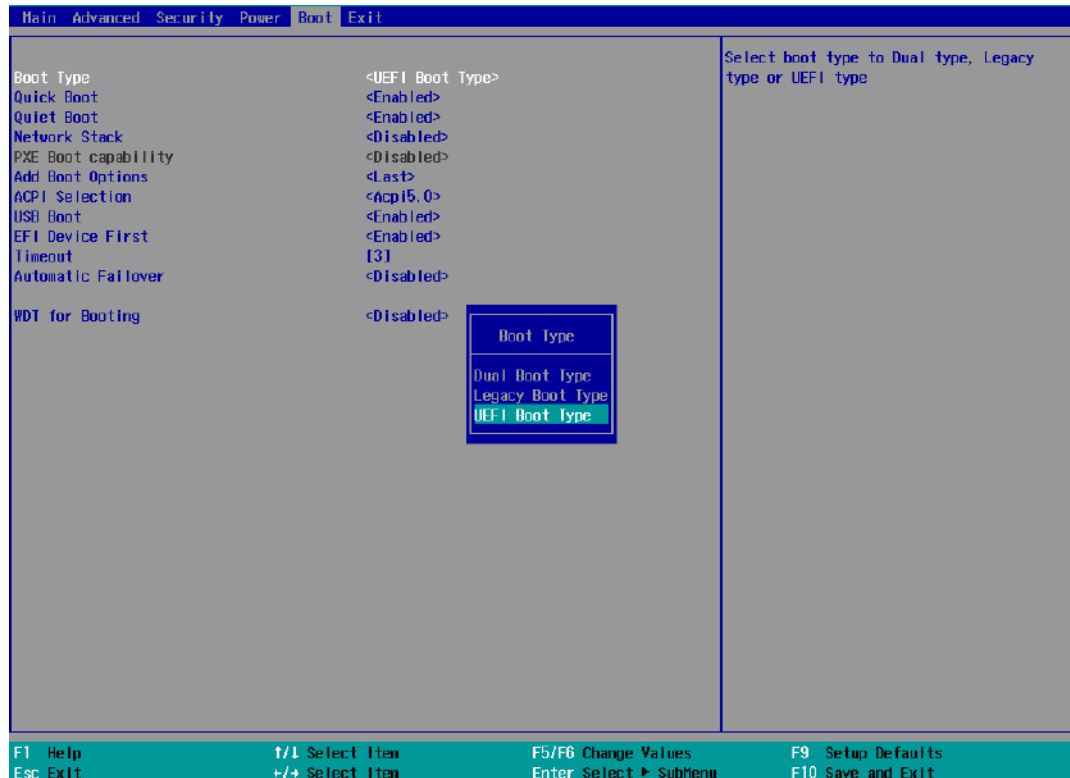 Main Advanced Security Power Boot Exit
Boot Type <UEFI Boot Type>
Quick Boot <Enabled>
Quiet Boot <Enabled>
Network Stack <Disabled>
PXE Boot capability <Disabled>
Add Boot Options <Last>
ACPI Selection <Acpi5.0>
USB Boot <Enabled>
EFI Device First <Enabled>
Timeout [3]
Automatic Failover <Disabled>
WDT for Booting <Disabled>
Boot Type
Dual Boot Type
Legacy Boot Type
UEFI Boot Type
Select boot type to Dual type, Legacy
type or UEFI type
F1 Help ↑/↓ Select Item F5/F6 Change Values F9 Setup Defaults
Esc Exit ←/→ Select Item Enter Select ▶ SubMenu F10 Save and Exit